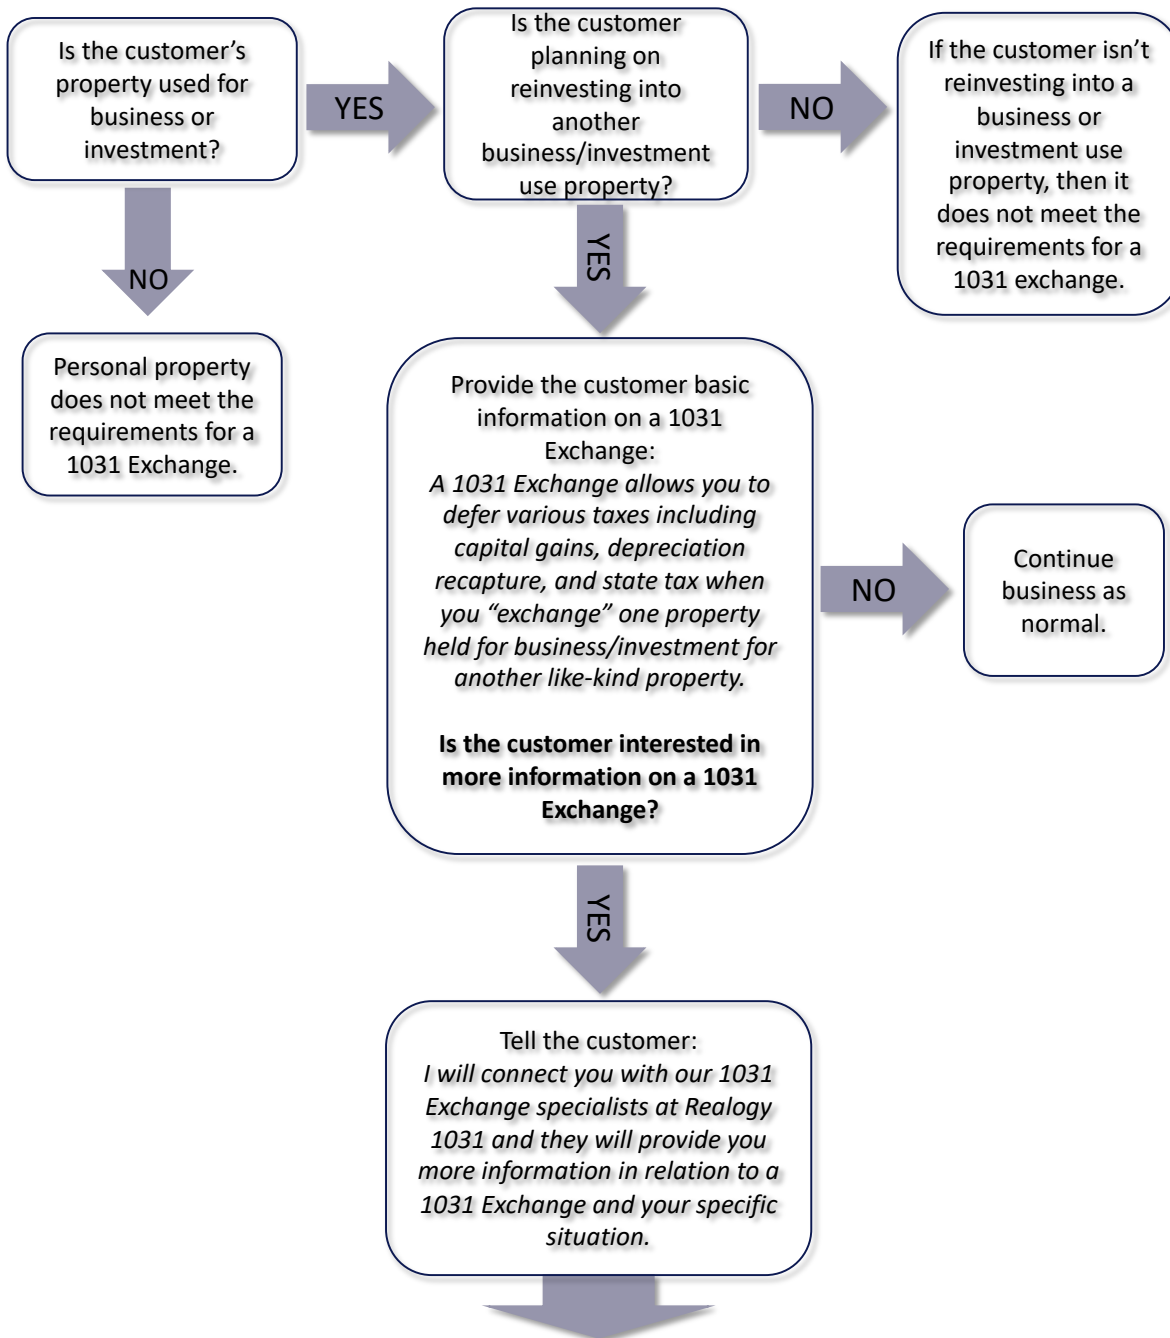 Is the customer’s
property used for
business or
investment?
YES
Is the customer
planning on
reinvesting into
another
business/investment
use property?
NO
If the customer isn’t
reinvesting into a
business or
investment use
property, then it
does not meet the
requirements for a
1031 exchange.
NO
Personal property
does not meet the
requirements for a
1031 Exchange.
YES
Provide the customer basic
information on a 1031
Exchange:
A 1031 Exchange allows you to
defer various taxes including
capital gains, depreciation
recapture, and state tax when
you “exchange” one property
held for business/investment for
another like-kind property.
Is the customer interested in
more information on a 1031
Exchange?
NO
Continue
business as
normal.
YES
Tell the customer:
I will connect you with our 1031
Exchange specialists at Realogy
1031 and they will provide you
more information in relation to a
1031 Exchange and your specific
situation.